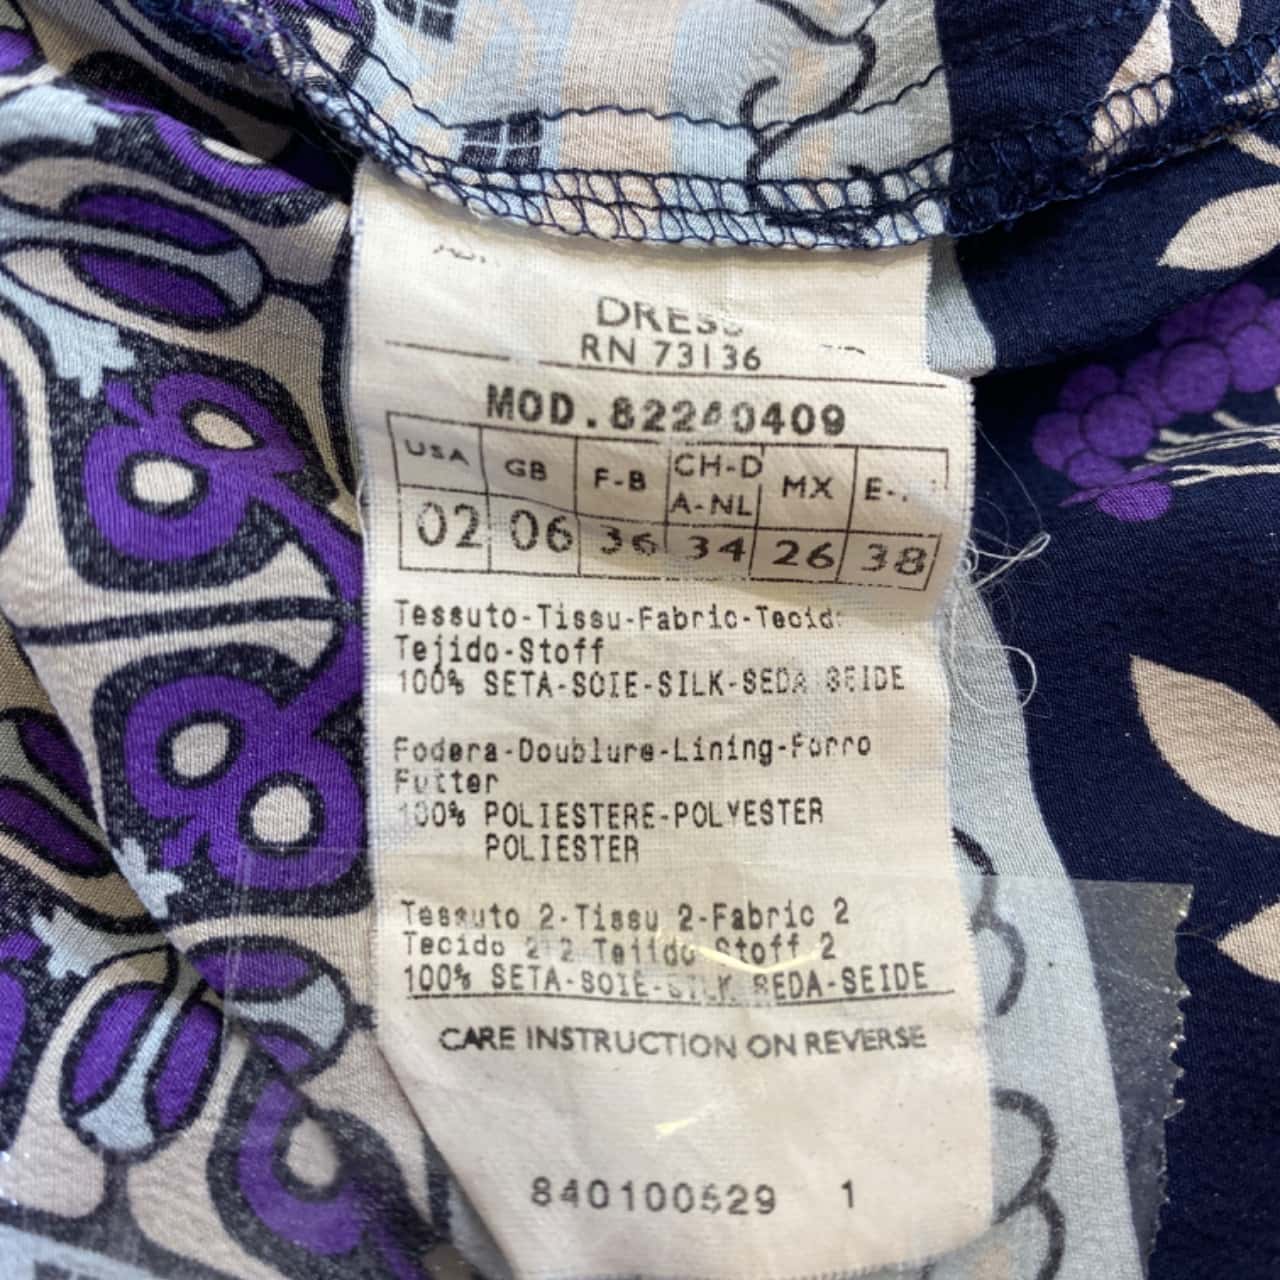 DRESS
RN 73136
MOD.82240409
USA GB F-B CH-D A-NL MX
02 06 36 34 26 38
Tessuto-Tissu-Fabric-Tecid
Tejido-Stoff
100% SETA-SOIE-SILK-SEDA SEIDE
Fodera-Doublure-Lining-Forro
Futter
100% POLIESTERE-POLYESTER
POLIESTER
Tessuto 2-Tissu 2-Fabric 2
Tecido 2 2 Tejido Stoff 2
100% SETA-SOIE-SILK SEDA-SEIDE
CARE INSTRUCTION ON REVERSE
840100529 1